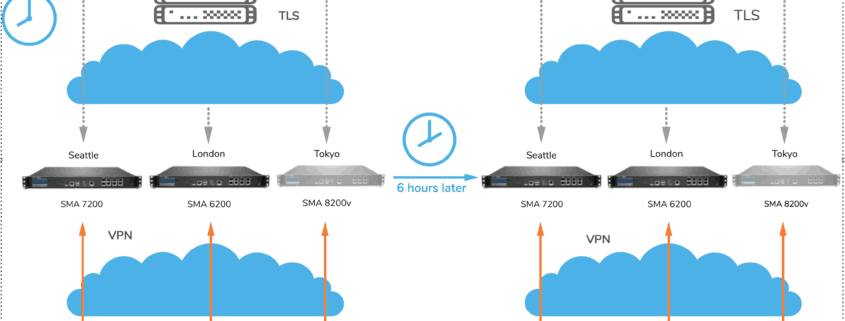 TLS
TLS
Seattle
London
Tokyo
Seattle
London
Tokyo
6 hours later
SMA 7200
SMA 6200
SMA 8200v
SMA 7200
SMA 6200
SMA 8200v
VPN
VPN